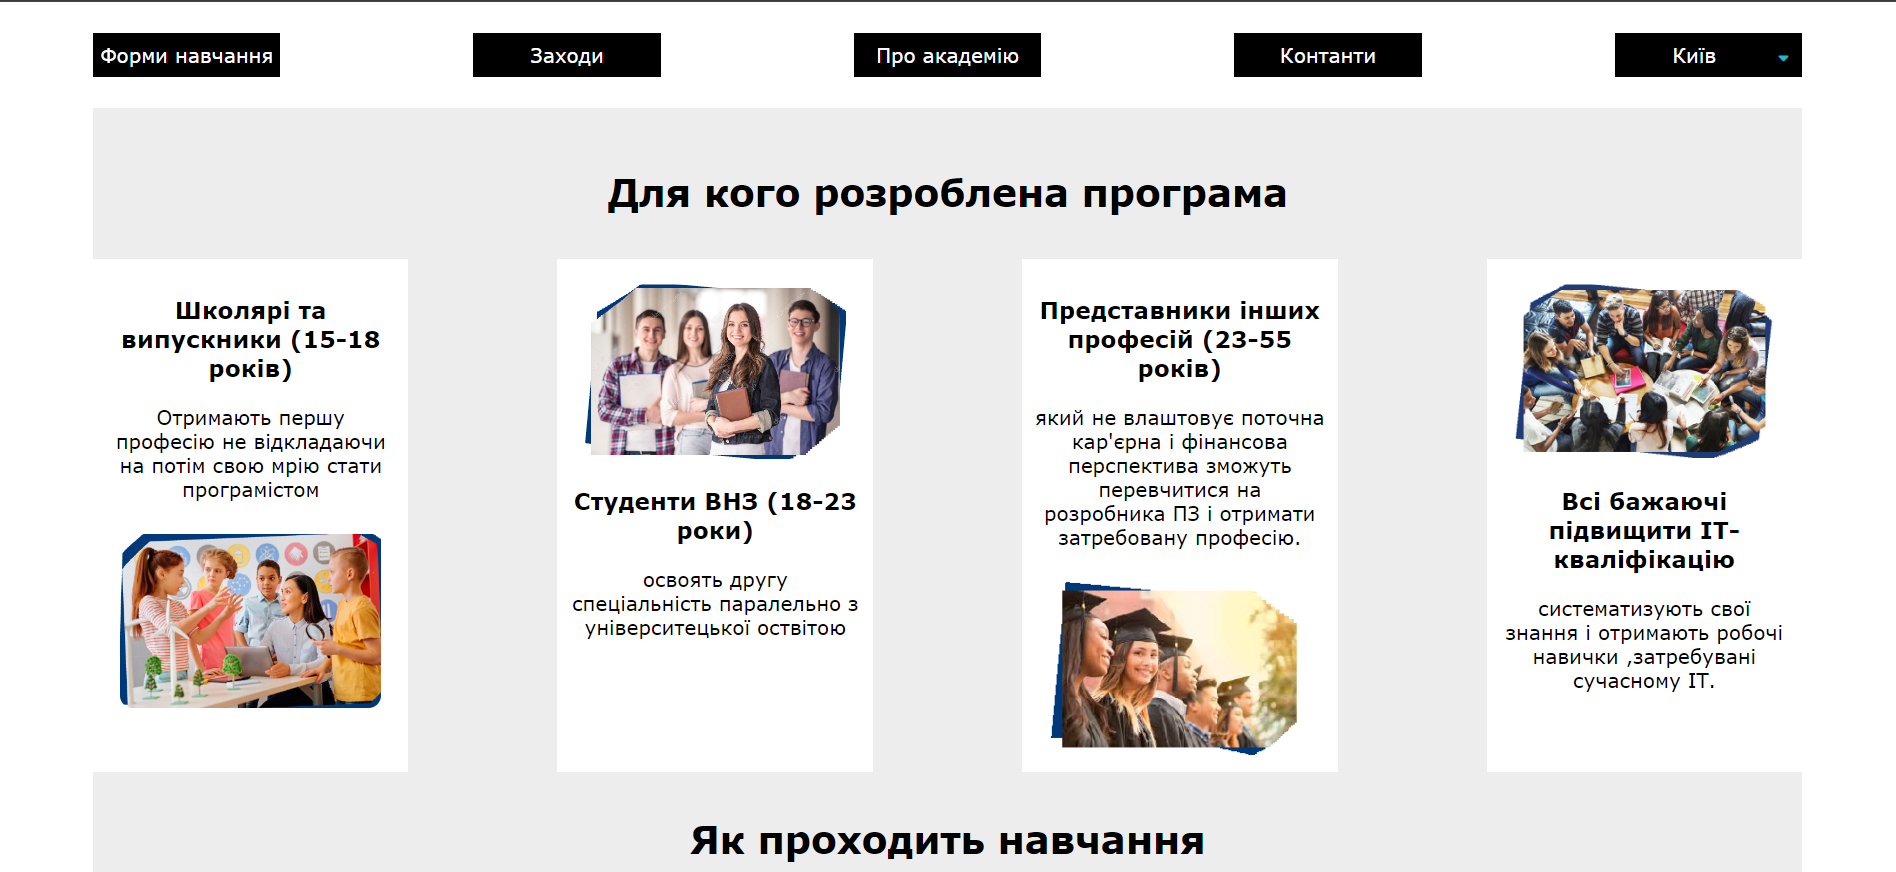 Форми навчання
Заходи
Про академію
Контанти
Київ
Для кого розроблена програма
Школярі та
випускники (15-18
років)
Отримають першу
професію не відкладаючи
на потім свою мрію стати
програмістом
Студенти ВНЗ (18-23
роки)
освоять другу
спеціальність паралельно з
університецької оствітою
Представники інших
професій (23-55
років)
який не влаштовує поточна
кар'єрна і фінансова
перспектива зможуть
перевчитися на
розробника ПЗ і отримати
затребовану професію.
Всі бажаючі
підвищити ІТ-
кваліфікацію
систематизують свої
знання і отримають робочі
навички ,затребувані
сучасному ІТ.
Як проходить навчання